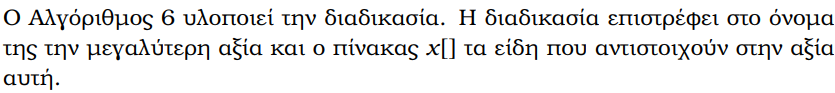 Ο Αλγόριθμος 6 υλοποιεί την διαδικασία. Η διαδικασία επιστρέφει στο όνομα
της την μεγαλύτερη αξία και ο πίνακας x[] τα είδη που αντιστοιχούν στην αξία
αυτή.